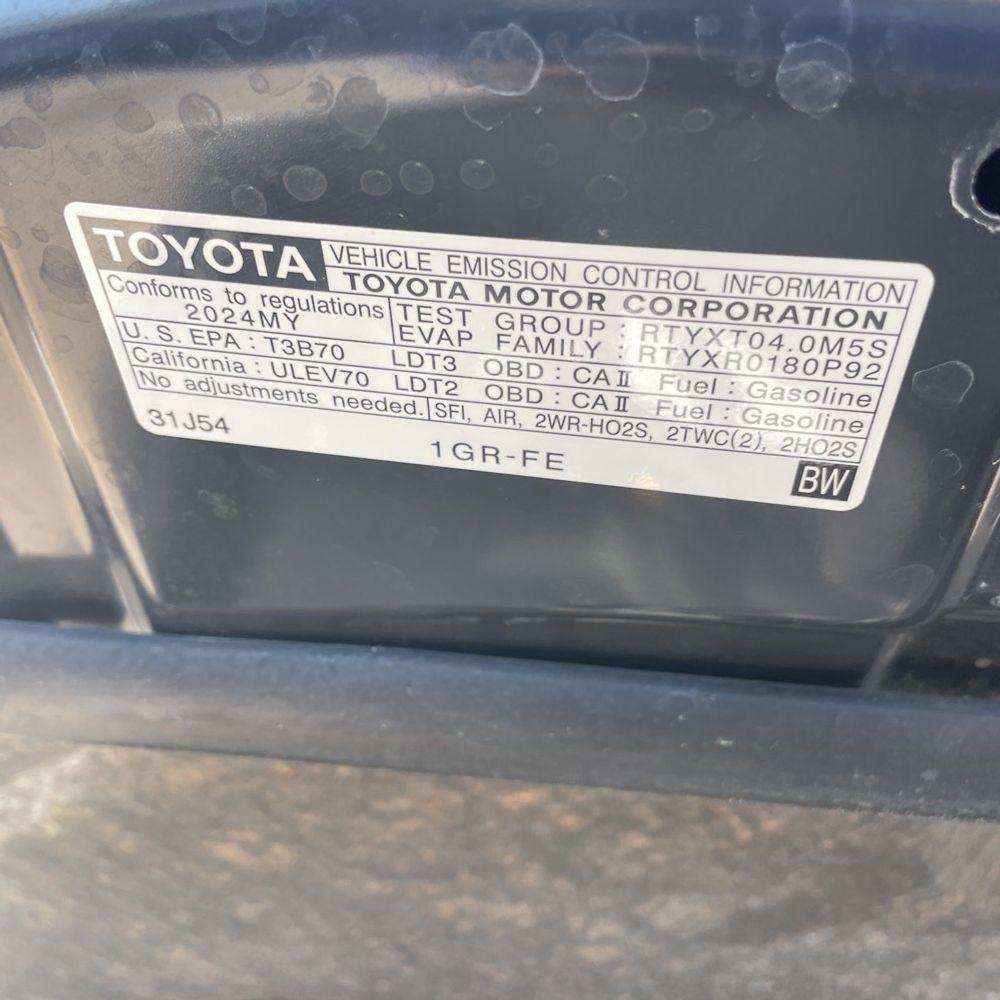 TOYOTA VEHICLE EMISSION CONTROL INFORMATION
TOYOTA MOTOR CORPORATION
Conforms to regulations
2024MY
TEST GROUP : RTYXT04.0M5S
EVAP FAMILY : RTYXR0180P92
U.S. EPA : T3B70 LDT3 OBD : CAⅡ Fuel : Gasoline
California : ULEV70 LDT2 OBD : CAⅡ Fuel : Gasoline
No adjustments needed. SFI, AIR, 2WR-HO2S, 2TWC(2), 2HO2S
31J54 1GR-FE BW